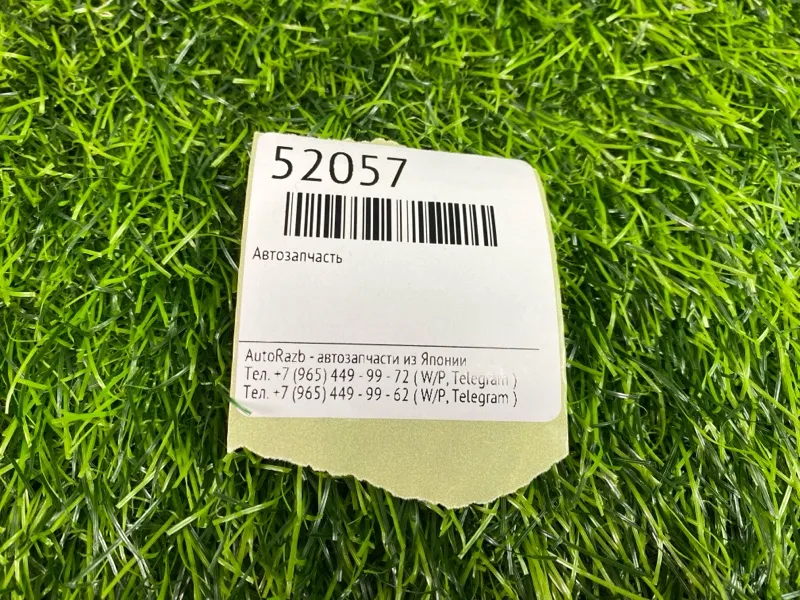 52057
Автозапчасть
AutoRazb - автозапчасти из Японии
Тел. +7 (965) 449 - 99 - 72 ( W/P, Telegram )
Тел. +7 (965) 449 - 99 - 62 ( W/P, Telegram )